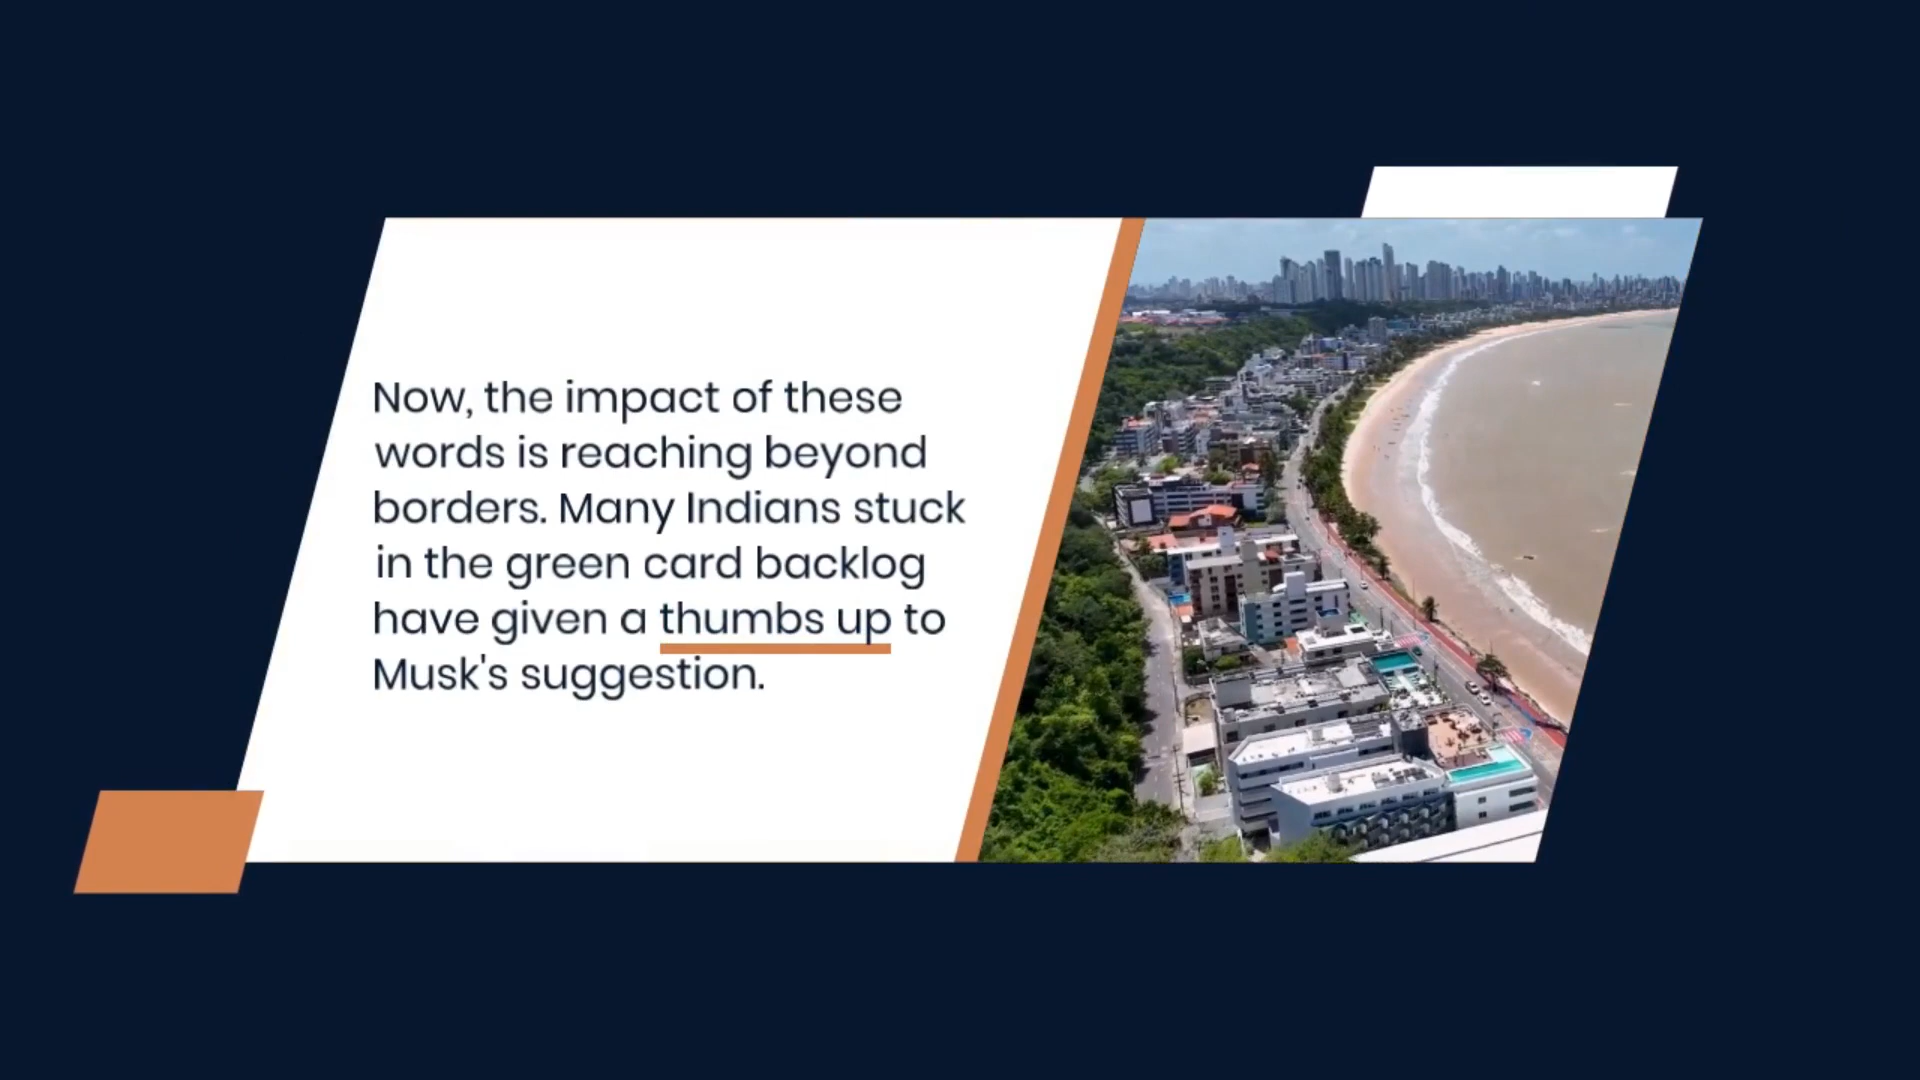 Now, the impact of these
words is reaching beyond
borders. Many Indians stuck
in the green card backlog
have given a thumbs up to
Musk's suggestion.